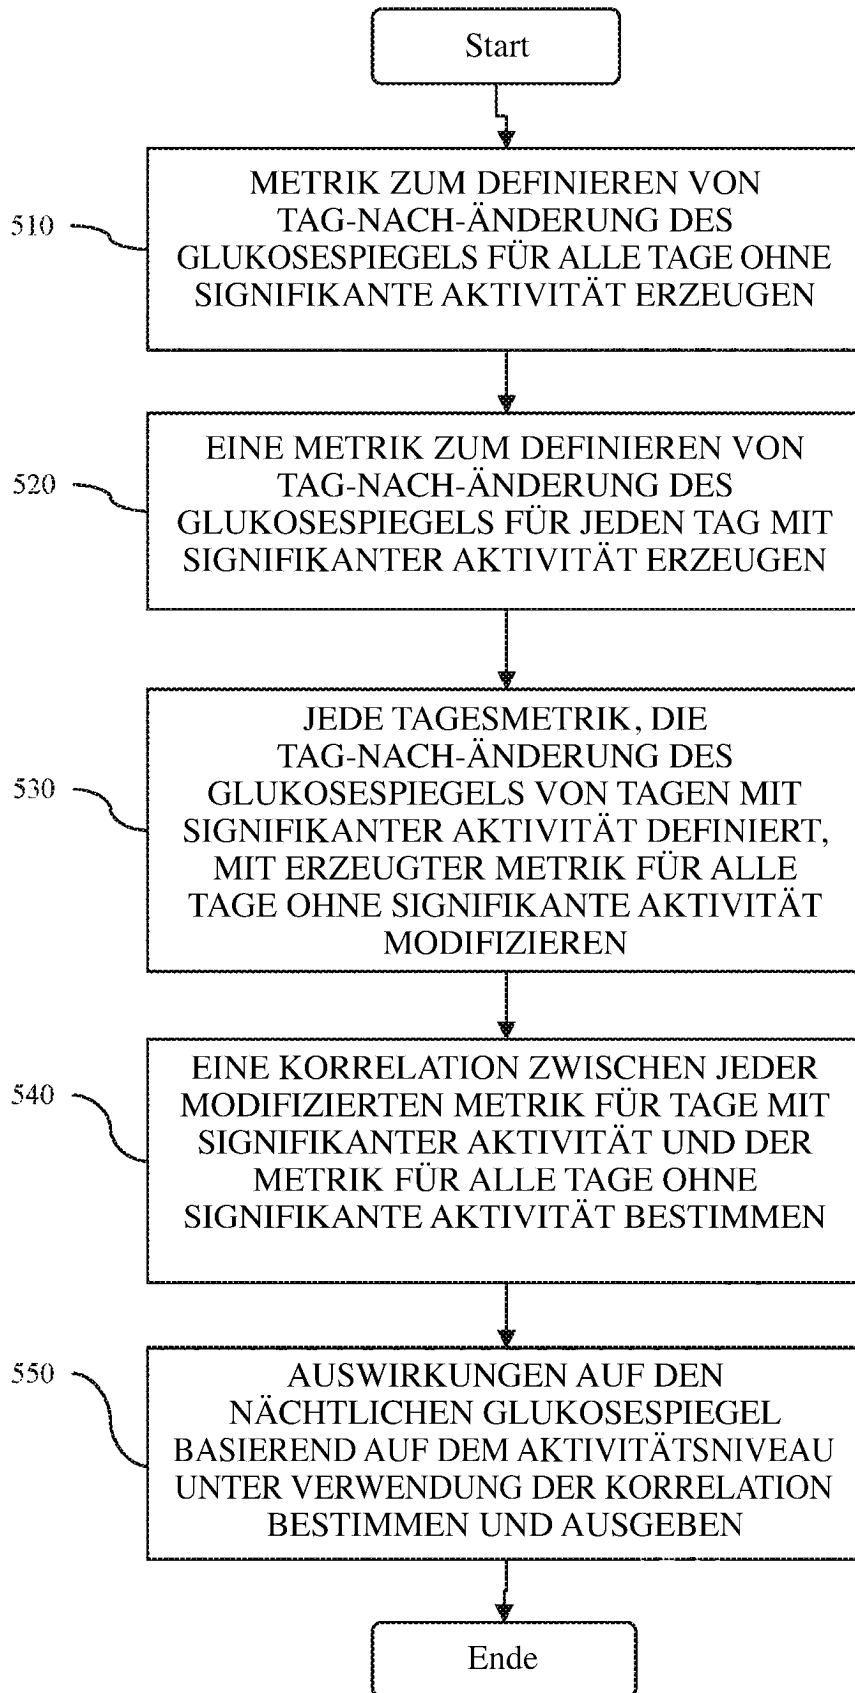 Start
510
METRIK ZUM DEFINIEREN VON
TAG-NACH-ÄNDERUNG DES
GLUKOSESPIEGELS FÜR ALLE TAGE OHNE
SIGNIFIKANTE AKTIVITÄT ERZEUGEN
520
EINE METRIK ZUM DEFINIEREN VON
TAG-NACH-ÄNDERUNG DES
GLUKOSESPIEGELS FÜR JEDEN TAG MIT
SIGNIFIKANTER AKTIVITÄT ERZEUGEN
530
JEDE TAGESMETRIK, DIE
TAG-NACH-ÄNDERUNG DES
GLUKOSESPIEGELS VON TAGEN MIT
SIGNIFIKANTER AKTIVITÄT DEFINIERT,
MIT ERZEUGTER METRIK FÜR ALLE
TAGE OHNE SIGNIFIKANTE AKTIVITÄT
MODIFIZIEREN
540
EINE KORRELATION ZWISCHEN JEDER
MODIFIZIERTEN METRIK FÜR TAGE MIT
SIGNIFIKANTER AKTIVITÄT UND DER
METRIK FÜR ALLE TAGE OHNE
SIGNIFIKANTE AKTIVITÄT BESTIMMEN
550
AUSWIRKUNGEN AUF DEN
NÄCHTLICHEN GLUKOSESPIEGEL
BASIEREND AUF DEM AKTIVITÄTSNIVEAU
UNTER VERWENDUNG DER KORRELATION
BESTIMMEN UND AUSGEBEN
Ende